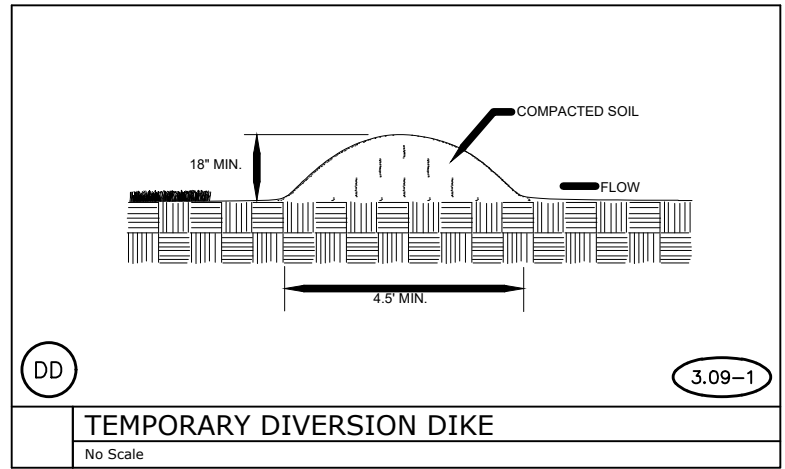 COMPACTED SOIL
18" MIN.
FLOW
4.5' MIN.
DD
3.09-1
TEMPORARY DIVERSION DIKE
No Scale